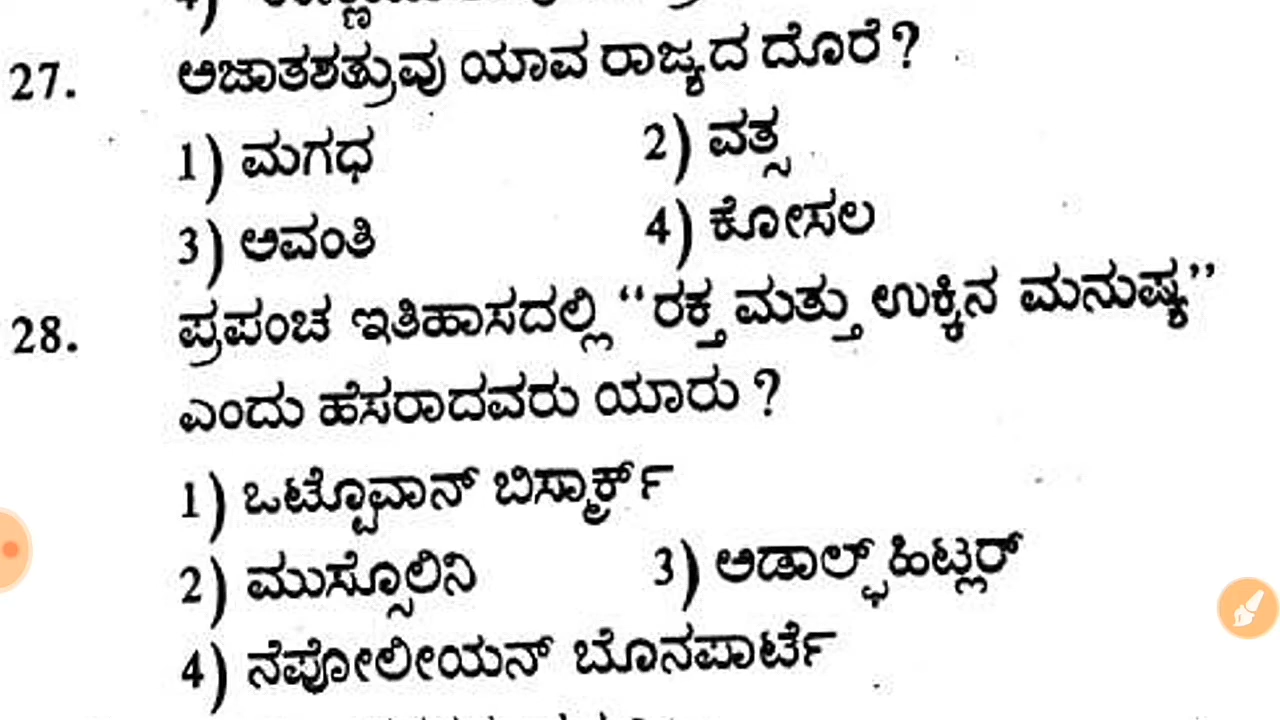 27. ಅಜಾತಶತ್ರುವು ಯಾವ ರಾಜ್ಯದ ದೊರೆ ?
1) ಮಗಧ 2) ವತ್ಸ
3) ಅವಂತಿ 4) ಕೋಸಲ
28. ಪ್ರಪಂಚ ಇತಿಹಾಸದಲ್ಲಿ “ರಕ್ತ ಮತ್ತು ಉಕ್ಕಿನ ಮನುಷ್ಯ”
ಎಂದು ಹೆಸರಾದವರು ಯಾರು ?
1) ಒಟ್ಟೊವಾನ್ ಬಿಸ್ಮಾರ್ಕ್
2) ಮುಸ್ಸೊಲಿನಿ 3) ಅಡಾಲ್ಫ್ ಹಿಟ್ಲರ್
4) ನೆಪೋಲೀಯನ್ ಬೊನಪಾರ್ಟೆ